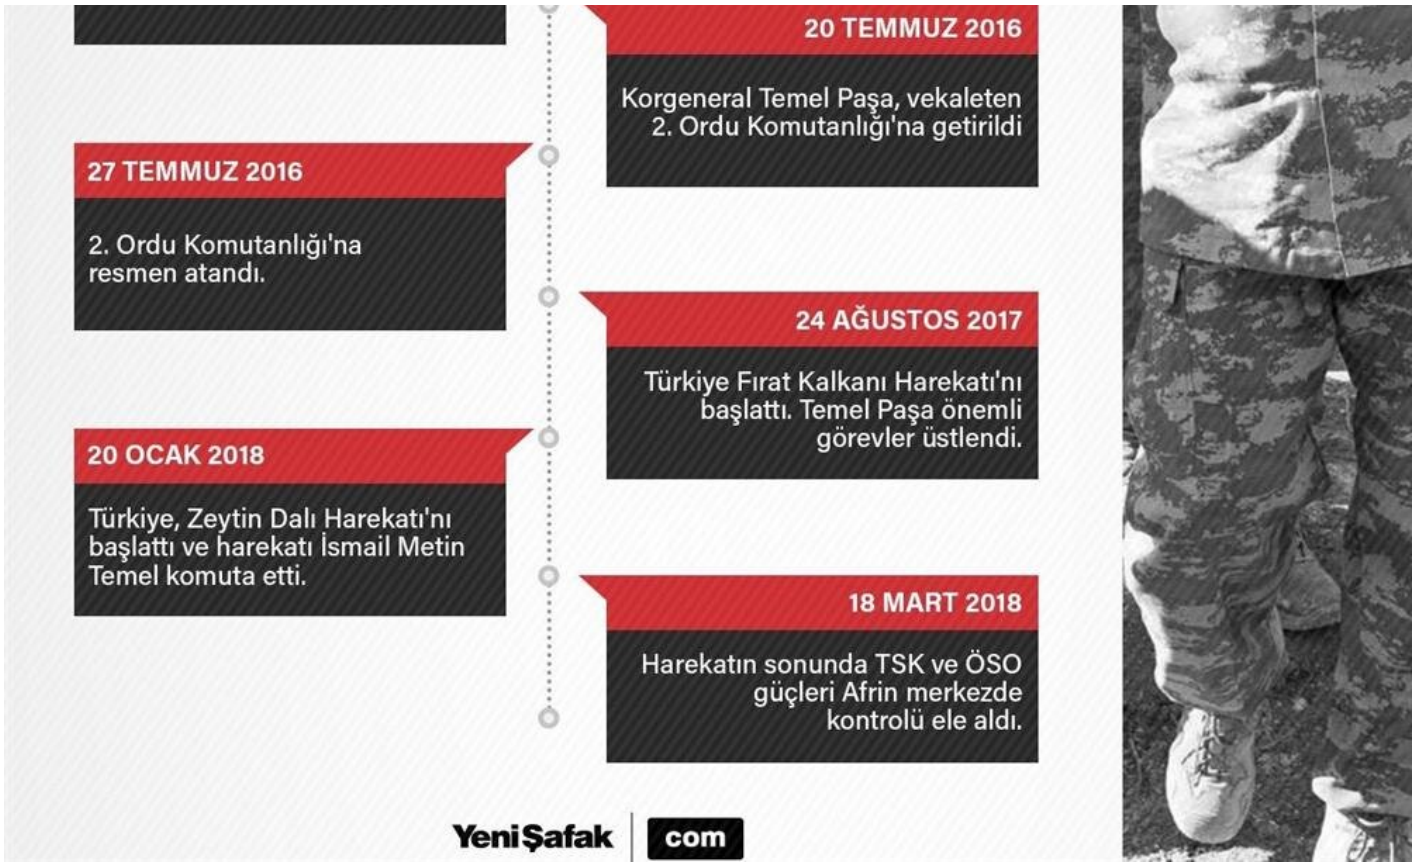 20 TEMMUZ 2016
Korgeneral Temel Paşa, vekaleten
2. Ordu Komutanlığı'na getirildi
27 TEMMUZ 2016
2. Ordu Komutanlığı'na
resmen atandı.
24 AĞUSTOS 2017
Türkiye Fırat Kalkanı Harekatı'nı
başlattı. Temel Paşa önemli
görevler üstlendi.
20 OCAK 2018
Türkiye, Zeytin Dalı Harekatı'nı
başlattı ve harekatı İsmail Metin
Temel komuta etti.
18 MART 2018
Harekatın sonunda TSK ve ÖSO
güçleri Afrin merkezde
kontrolü ele aldı.
YeniŞafak com